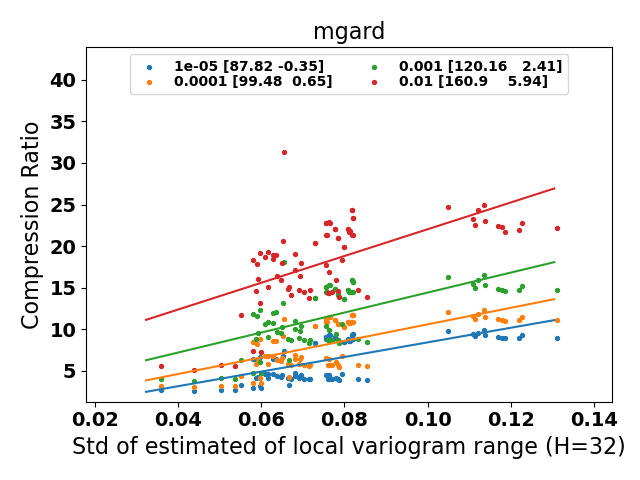 mgard
1e-05 [87.82 -0.35]
0.0001 [99.48  0.65]
0.001 [120.16   2.41]
0.01 [160.9    5.94]
Compression Ratio
40
35
30
25
20
15
10
5
0.02 0.04 0.06 0.08 0.10 0.12 0.14
Std of estimated of local variogram range (H=32)